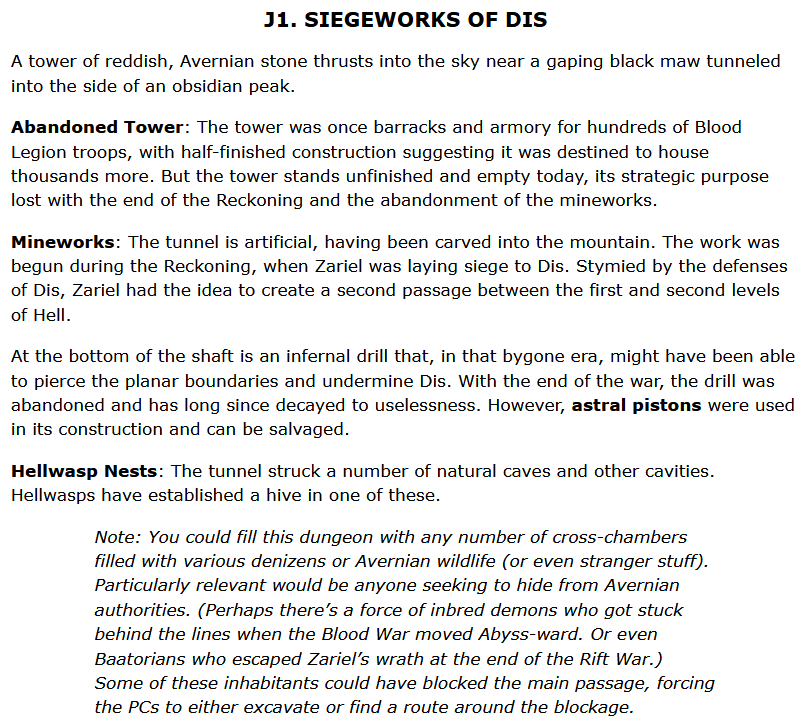 J1. SIEGEWORKS OF DIS
A tower of reddish, Avernian stone thrusts into the sky near a gaping black maw tunneled
into the side of an obsidian peak.
Abandoned Tower: The tower was once barracks and armory for hundreds of Blood
Legion troops, with half-finished construction suggesting it was destined to house
thousands more. But the tower stands unfinished and empty today, its strategic purpose
lost with the end of the Reckoning and the abandonment of the mineworks.
Mineworks: The tunnel is artificial, having been carved into the mountain. The work was
begun during the Reckoning, when Zariel was laying siege to Dis. Stymied by the defenses
of Dis, Zariel had the idea to create a second passage between the first and second levels
of Hell.
At the bottom of the shaft is an infernal drill that, in that bygone era, might have been able
to pierce the planar boundaries and undermine Dis. With the end of the war, the drill was
abandoned and has long since decayed to uselessness. However, astral pistons were used
in its construction and can be salvaged.
Hellwasp Nests: The tunnel struck a number of natural caves and other cavities.
Hellwasps have established a hive in one of these.
Note: You could fill this dungeon with any number of cross-chambers
filled with various denizens or Avernian wildlife (or even stranger stuff).
Particularly relevant would be anyone seeking to hide from Avernian
authorities. (Perhaps there's a force of inbred demons who got stuck
behind the lines when the Blood War moved Abyss-ward. Or even
Baatorians who escaped Zariel's wrath at the end of the Rift War.)
Some of these inhabitants could have blocked the main passage, forcing
the PCs to either excavate or find a route around the blockage.